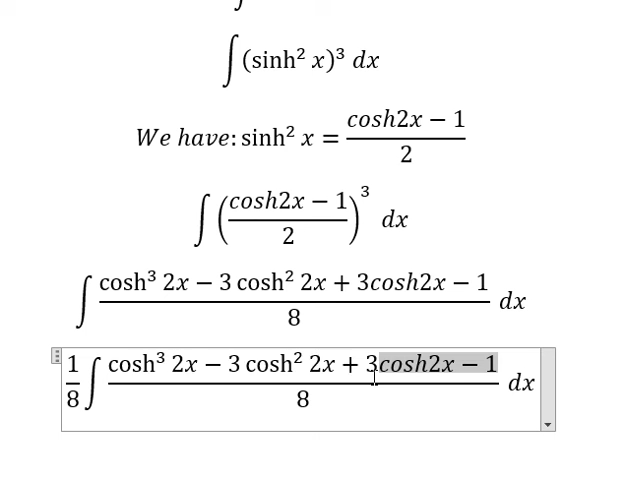 ∫(sinh² x)³ dx
We have: sinh² x = (cosh2x − 1)/2
∫((cosh2x − 1)/2)³ dx
∫(cosh³ 2x − 3 cosh² 2x + 3cosh2x − 1)/8 dx
1/8 ∫(cosh³ 2x − 3 cosh² 2x + 3cosh2x − 1)/8 dx